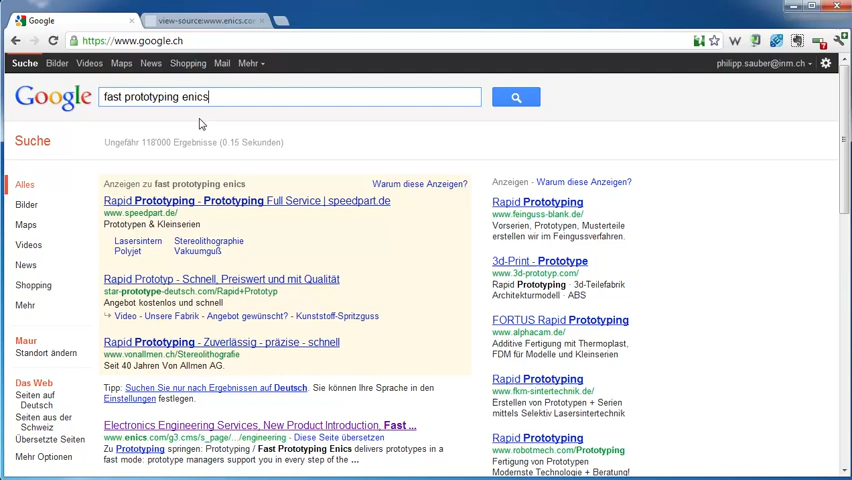 Google
view-source:www.enics.c
https://www.google.ch
Suche Bilder Videos Maps News Shopping Mail Mehr
philipp.sauber@inm.ch
Google
fast prototyping enics
Suche
Ungefähr 118'000 Ergebnisse (0.15 Sekunden)
Alles
Bilder
Maps
Videos
News
Shopping
Mehr
Maur
Standort ändern
Das Web
Seiten auf
Deutsch
Seiten aus der
Schweiz
Übersetzte Seiten
Mehr Optionen
Anzeigen zu fast prototyping enics
Warum diese Anzeigen?
Rapid Prototyping - Prototyping Full Service | speedpart.de
www.speedpart.de/
Prototypen & Kleinserien
Lasersintern Stereolithographie
Polyjet Vakuumguß
Rapid Prototyp - Schnell, Preiswert und mit Qualität
star-prototype-deutsch.com/Rapid+Prototyp
Angebot kostenlos und schnell
Video - Unsere Fabrik - Angebot gewünscht? - Kunststoff-Spritzguss
Rapid Prototyping - Zuverlässig - präzise - schnell
www.vonallmen.ch/Stereolithografie
Seit 40 Jahren Von Allmen AG.
Tipp: Suchen Sie nur nach Ergebnissen auf Deutsch. Sie können Ihre Sprache in den
Einstellungen festlegen.
Electronics Engineering Services, New Product Introduction, Fast ...
www.enics.com/g3.cms/s_page/.../engineering - Diese Seite übersetzen
Zu Prototyping springen: Prototyping / Fast Prototyping Enics delivers prototypes in a
fast mode: prototype managers support you in every step of the ...
Anzeigen - Warum diese Anzeigen?
Rapid Prototyping
www.feinguss-blank.de/
Vorserien, Prototypen, Musterteile
erstellen wir im Feingussverfahren.
3d-Print - Prototype
www.3d-prototyp.com/
Rapid Prototyping · 3d-Teilefabrik
Architekturmodell · ABS
FORTUS Rapid Prototyping
www.alphacam.de/
Additive Fertigung mit Thermoplast,
FDM für Modelle und Kleinserien
Rapid Prototyping
www.fkm-sintertechnik.de/
Erstellung von Prototypen + Serien
mittels Selektiv Lasersintertechnik
Rapid Prototyping
www.robotmech.com/Prototyping
Fertigung von Prototypen
Modernste Technologie + Beratung!